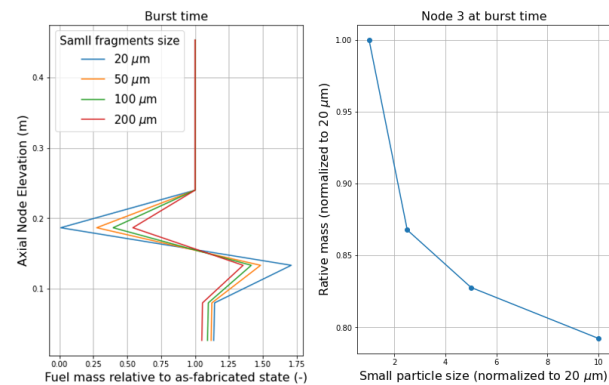 Burst time
Samll fragments size
20 μm
50 μm
100 μm
200 μm
0.4
0.3
0.2
0.1
Axial Node Elevation (m)
0.00 0.25 0.50 0.75 1.00 1.25 1.50 1.75
Fuel mass relative to as-fabricated state (-)
Node 3 at burst time
1.00
0.95
0.90
0.85
0.80
Rative mass (normalized to 20 μm)
2 4 6 8 10
Small particle size (normalized to 20 μm)